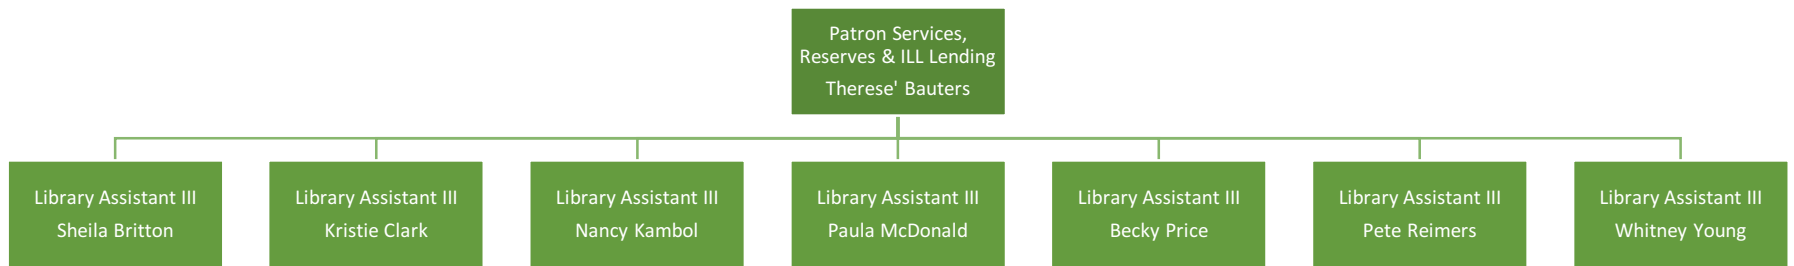 Patron Services,
Reserves & ILL Lending
Therese' Bauters
Library Assistant III
Sheila Britton
Library Assistant III
Kristie Clark
Library Assistant III
Nancy Kambol
Library Assistant III
Paula McDonald
Library Assistant III
Becky Price
Library Assistant III
Pete Reimers
Library Assistant III
Whitney Young